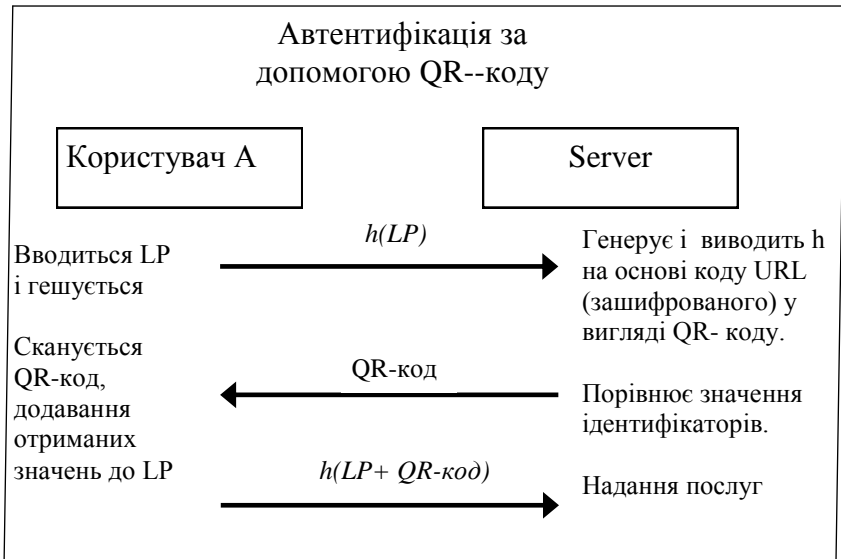 Автентифікація за
допомогою QR--коду
Користувач А
Server
h(LP)
Вводиться LP
і гешується
Генерує і виводить h
на основі коду URL
(зашифрованого) у
вигляді QR- коду.
Сканується
QR-код,
додавання
отриманих
значень до LP
QR-код
Порівнює значення
ідентифікаторів.
h(LP+ QR-код)
Надання послуг